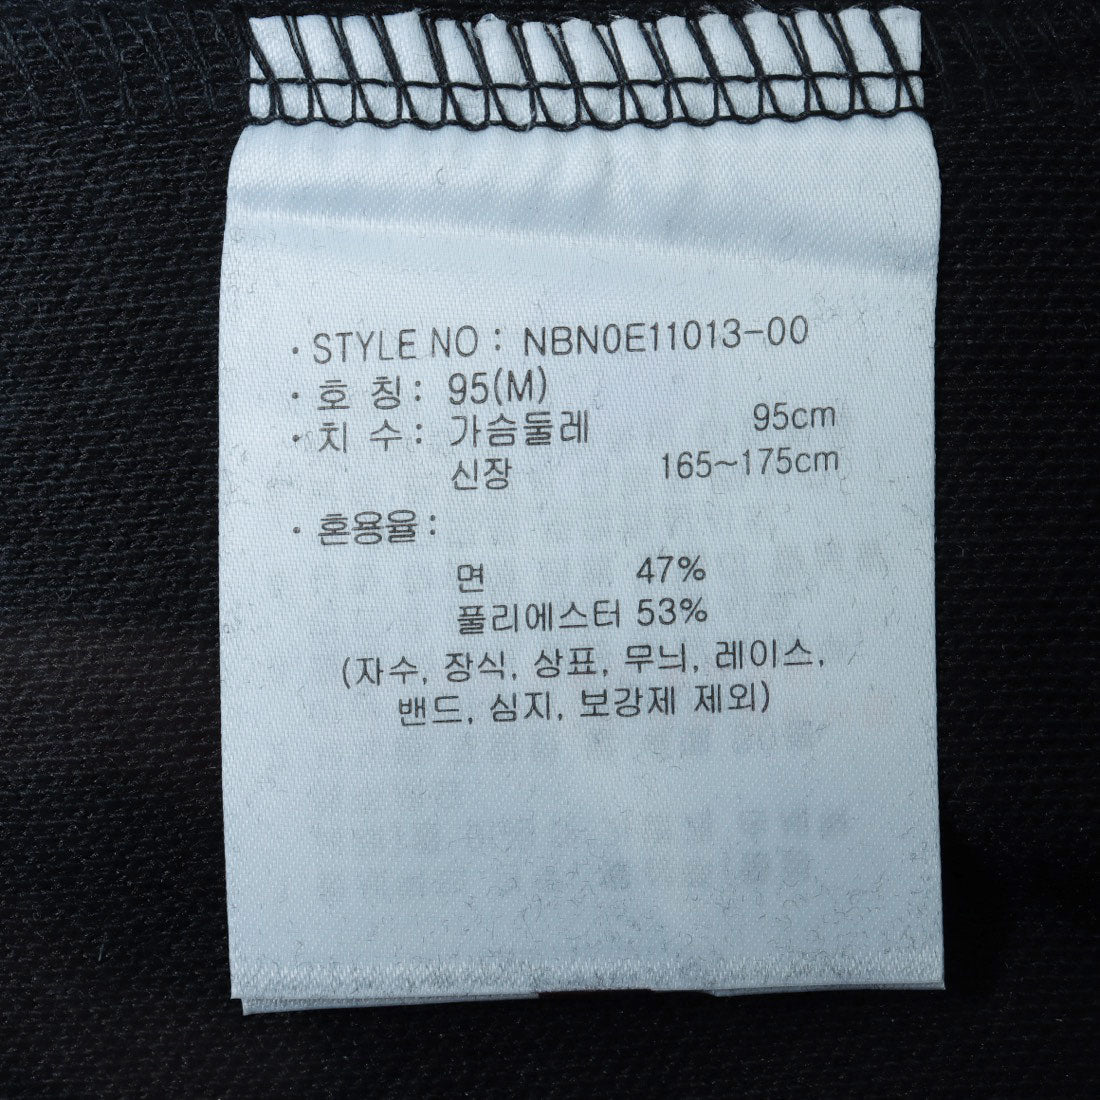 · STYLE NO : NBN0E11013-00
· 호 칭 : 95(M)
· 치 수 : 가슴둘레 95cm
신장 165~175cm
· 혼용율 :
면 47%
폴리에스터 53%
(자수, 장식, 상표, 무늬, 레이스,
밴드, 심지, 보강제 제외)